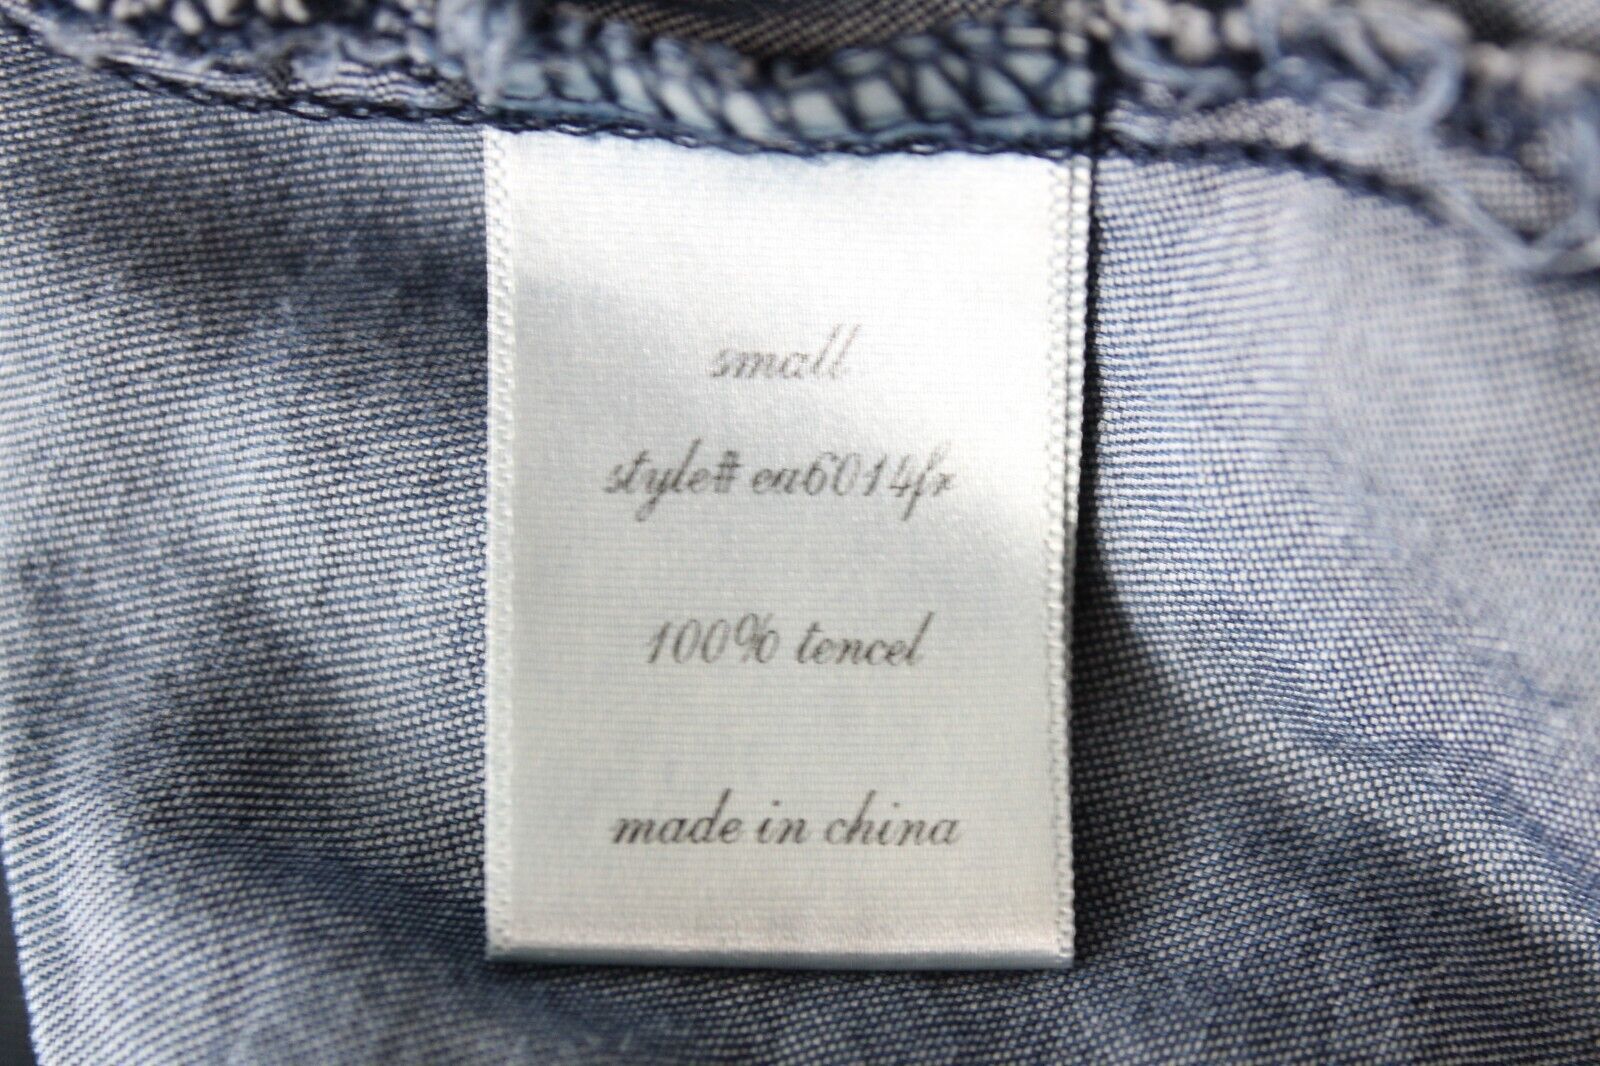 small
style# ea6014fr
100% tencel
made in china